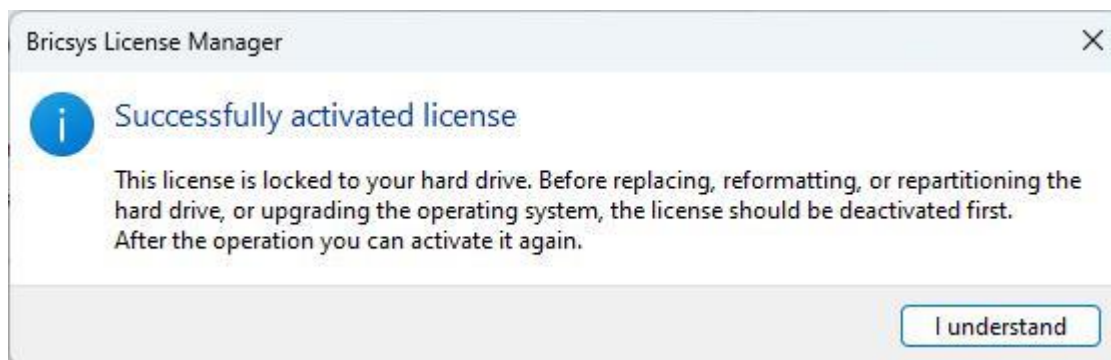 Bricsys License Manager
Successfully activated license
This license is locked to your hard drive. Before replacing, reformatting, or repartitioning the
hard drive, or upgrading the operating system, the license should be deactivated first.
After the operation you can activate it again.
I understand